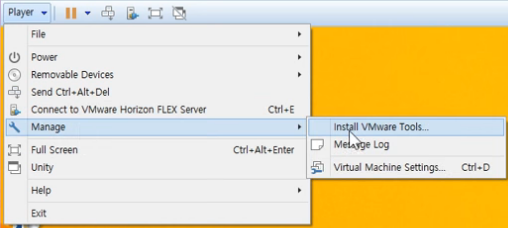 Player
File
Power
Removable Devices
Send Ctrl+Alt+Del
Connect to VMware Horizon FLEX Server Ctrl+E
Manage
Install VMware Tools...
Message Log
Full Screen Ctrl+Alt+Enter
Unity
Virtual Machine Settings... Ctrl+D
Help
Exit